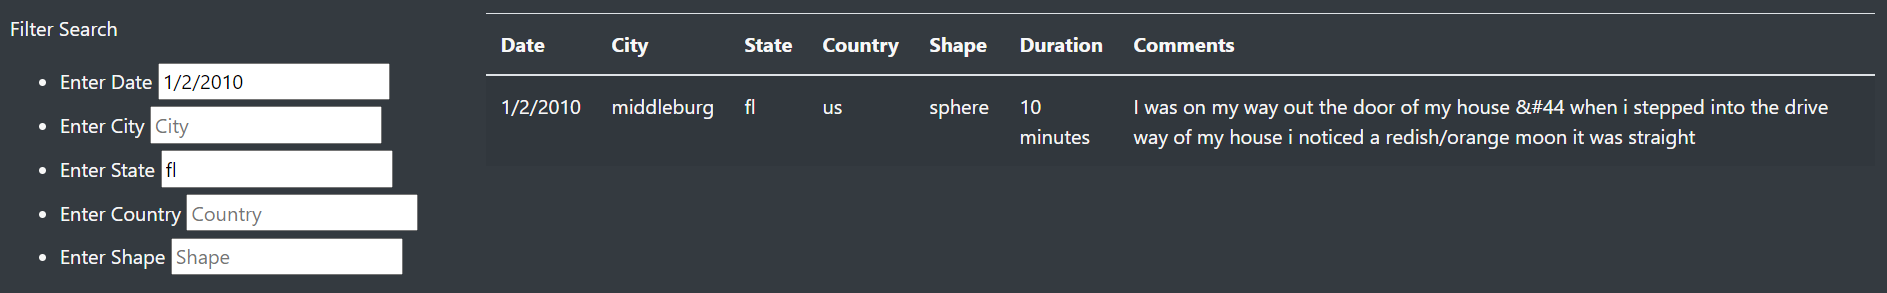 Filter Search
Enter Date 1/2/2010
Enter City City
Enter State fl
Enter Country Country
Enter Shape Shape
Date City State Country Shape Duration Comments
1/2/2010 middleburg fl us sphere 10 minutes I was on my way out the door of my house &#44 when i stepped into the drive
way of my house i noticed a redish/orange moon it was straight